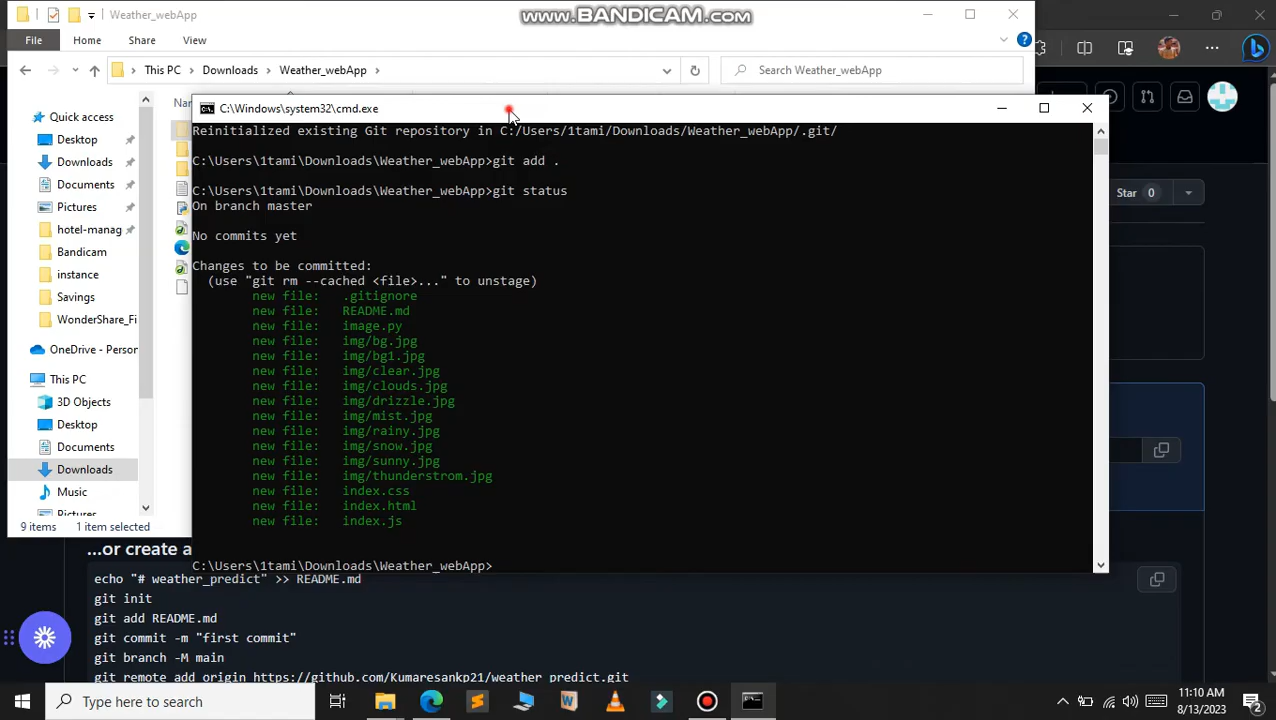 Weather_webApp
www.BANDICAM.com
File
Home
Share
View
This PC
Downloads
Weather_webApp
Search Weather_webApp
Quick access
Desktop
Downloads
Documents
Pictures
hotel-manag
Bandicam
instance
Savings
WonderShare_Fi
OneDrive - Person
This PC
3D Objects
Desktop
Documents
Downloads
Music
Pictures
9 items
1 item selected
C:\Windows\system32\cmd.exe
Reinitialized existing Git repository in C:/Users/1tami/Downloads/Weather_webApp/.git/
C:\Users\1tami\Downloads\Weather_webApp>git add .
C:\Users\1tami\Downloads\Weather_webApp>git status
On branch master
No commits yet
Changes to be committed:
(use "git rm --cached <file>..." to unstage)
new file: .gitignore
new file: README.md
new file: image.py
new file: img/bg.jpg
new file: img/bg1.jpg
new file: img/clear.jpg
new file: img/clouds.jpg
new file: img/drizzle.jpg
new file: img/mist.jpg
new file: img/rainy.jpg
new file: img/snow.jpg
new file: img/sunny.jpg
new file: img/thunderstrom.jpg
new file: index.css
new file: index.html
new file: index.js
C:\Users\1tami\Downloads\Weather_webApp>
Star 0
...or create a
echo "# weather_predict" >> README.md
git init
git add README.md
git commit -m "first commit"
git branch -M main
git remote add origin https://github.com/Kumaresankp21/weather_predict.git
Type here to search
11:10 AM
8/13/2023
2